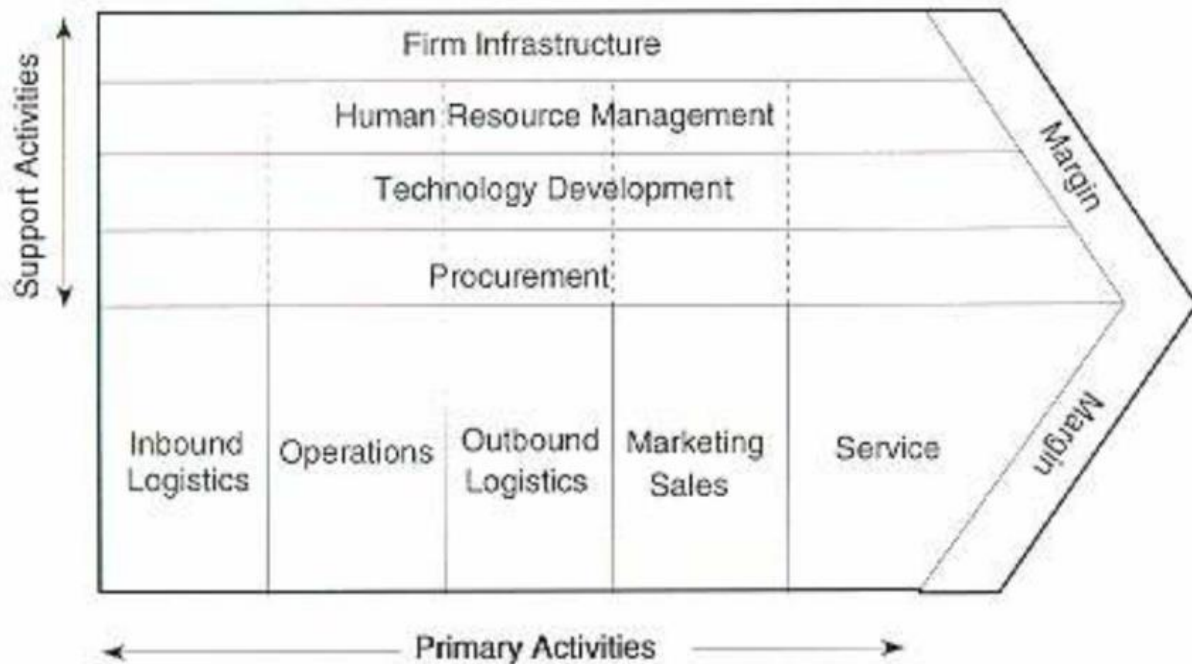 Support Activities
Firm Infrastructure
Human Resource Management
Technology Development
Procurement
Margin
Inbound
Logistics
Operations
Outbound
Logistics
Marketing
Sales
Service
Margin
Primary Activities